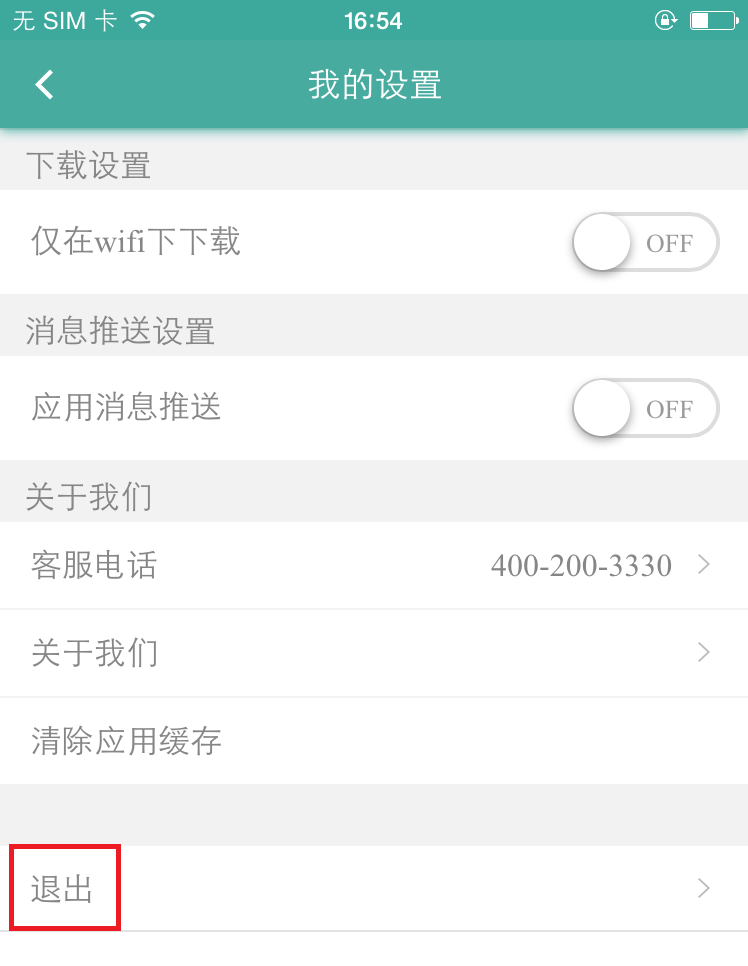 无 SIM 卡 16:54
我的设置
下载设置
仅在wifi下下载 OFF
消息推送设置
应用消息推送 OFF
关于我们
客服电话 400-200-3330
关于我们
清除应用缓存
退出